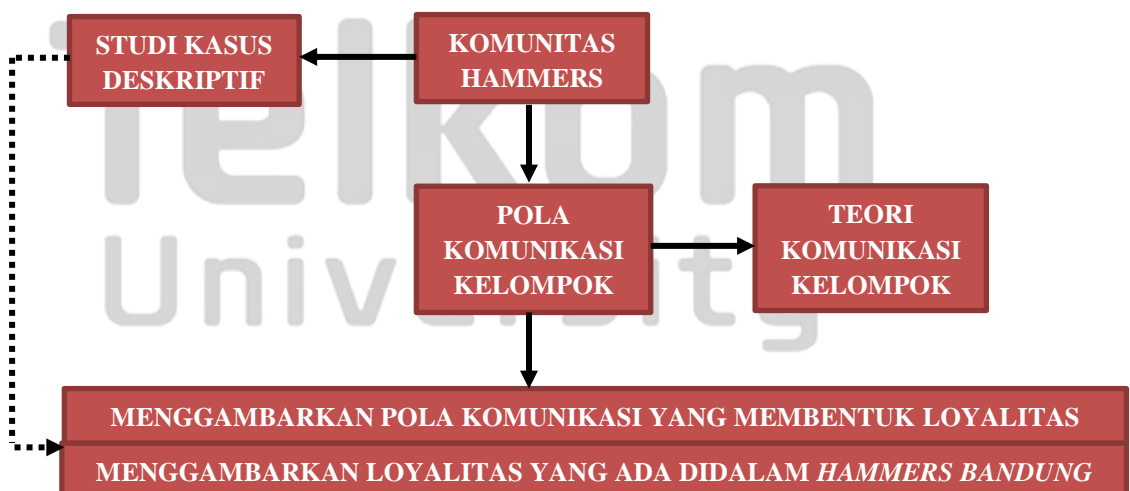 Telkom
University
STUDI KASUS
DESKRIPTIF
KOMUNITAS
HAMMERS
POLA
KOMUNIKASI
KELOMPOK
TEORI
KOMUNIKASI
KELOMPOK
MENGGAMBARKAN POLA KOMUNIKASI YANG MEMBENTUK LOYALITAS
MENGGAMBARKAN LOYALITAS YANG ADA DIDALAM HAMMERS BANDUNG